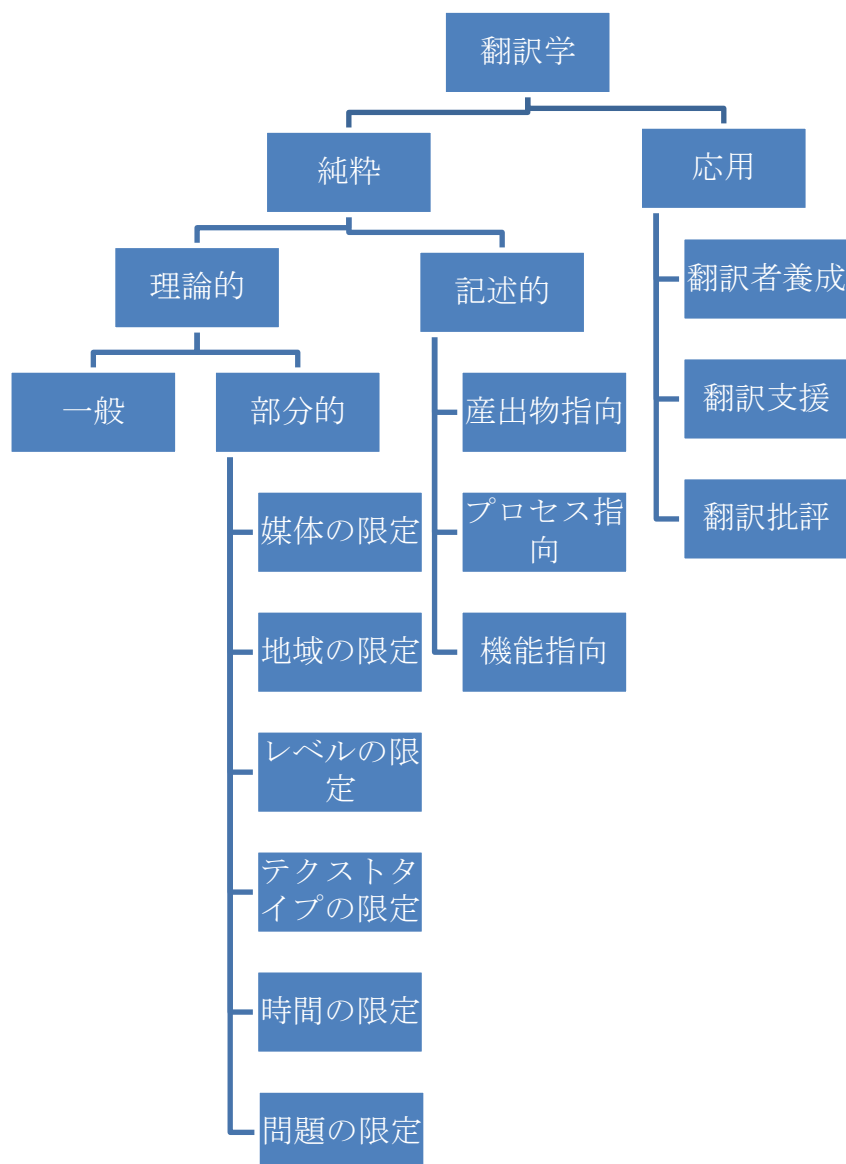 翻訳学
純粋
応用
理論的
記述的
翻訳者養成
一般
部分的
産出物指向
翻訳支援
媒体の限定
プロセス指
向
翻訳批評
地域の限定
機能指向
レベルの限
定
テクストタ
イプの限定
時間の限定
問題の限定